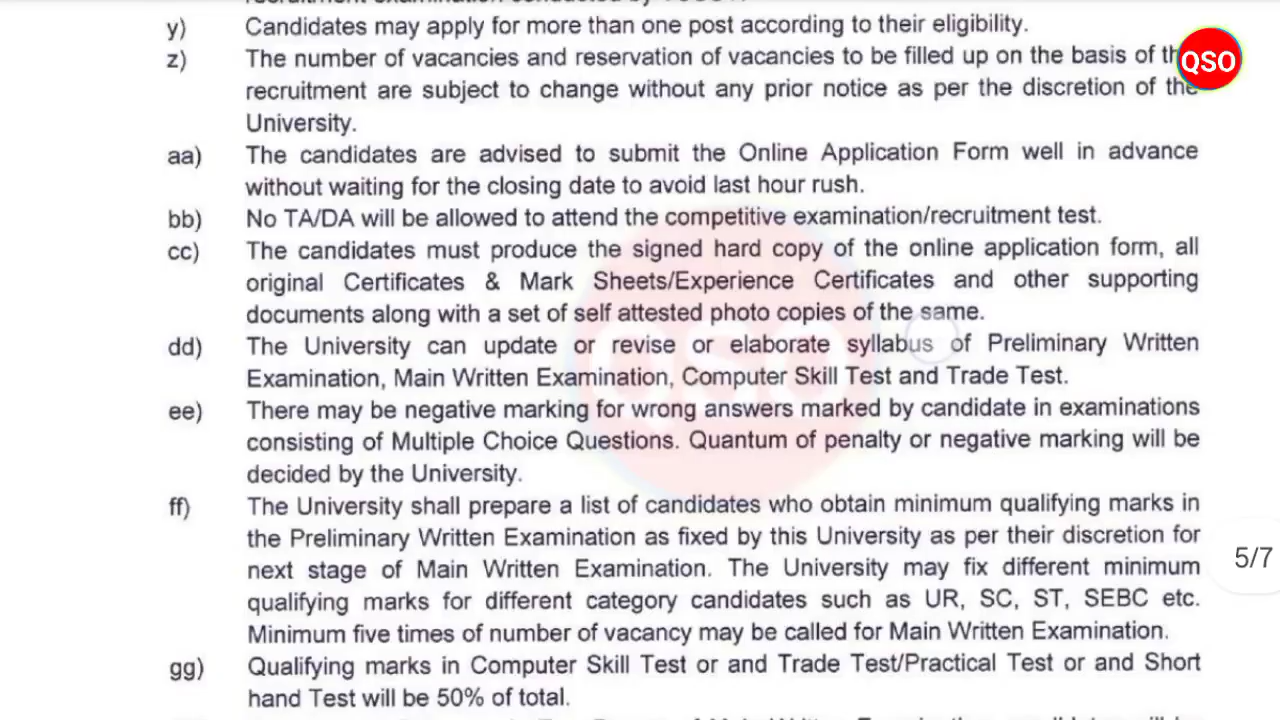 y) Candidates may apply for more than one post according to their eligibility.
z) The number of vacancies and reservation of vacancies to be filled up on the basis of
QSO
recruitment are subject to change without any prior notice as per the discretion of the
University.
aa) The candidates are advised to submit the Online Application Form well in advance
without waiting for the closing date to avoid last hour rush.
bb) No TA/DA will be allowed to attend the competitive examination/recruitment test.
cc) The candidates must produce the signed hard copy of the online application form, all
original Certificates & Mark Sheets/Experience Certificates and other supporting
documents along with a set of self attested photo copies of the same.
dd) The University can update or revise or elaborate syllabus of Preliminary Written
Examination, Main Written Examination, Computer Skill Test and Trade Test.
ee) There may be negative marking for wrong answers marked by candidate in examinations
consisting of Multiple Choice Questions. Quantum of penalty or negative marking will be
decided by the University.
ff) The University shall prepare a list of candidates who obtain minimum qualifying marks in
the Preliminary Written Examination as fixed by this University as per their discretion for
next stage of Main Written Examination. The University may fix different minimum
5/7
qualifying marks for different category candidates such as UR, SC, ST, SEBC etc.
Minimum five times of number of vacancy may be called for Main Written Examination.
gg) Qualifying marks in Computer Skill Test or and Trade Test/Practical Test or and Short
hand Test will be 50% of total.